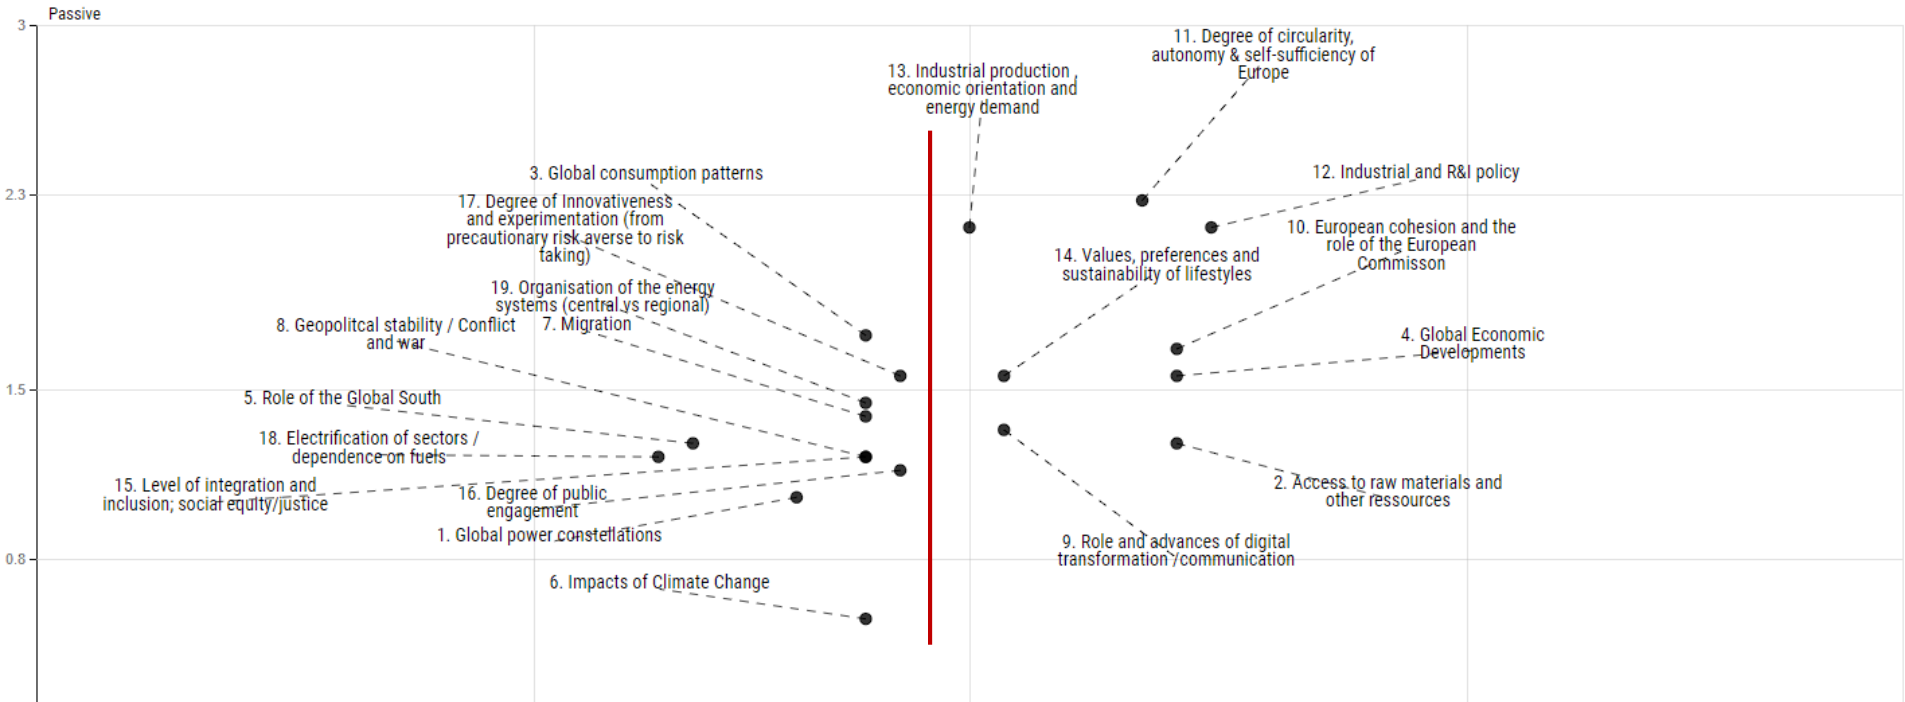 Passive
3
11. Degree of circularity,
autonomy & self-sufficiency of
Europe
13. Industrial production ,
economic orientation and
energy demand
3. Global consumption patterns
12. Industrial and R&I policy
2.3
17. Degree of Innovativeness
and experimentation (from
precautionary risk averse to risk
taking)
10. European cohesion and the
role of the European
Commisson
14. Values, preferences and
sustainability of lifestyles
19. Organisation of the energy
systems (central vs regional)
8. Geopolitcal stability / Conflict
and war
7. Migration
4. Global Economic
Developments
1.5
5. Role of the Global South
18. Electrification of sectors /
dependence on fuels
15. Level of integration and
inclusion; social equity/justice
16. Degree of public
engagement
2. Access to raw materials and
other ressources
1. Global power constellations
9. Role and advances of digital
transformation /communication
0.8
6. Impacts of Climate Change